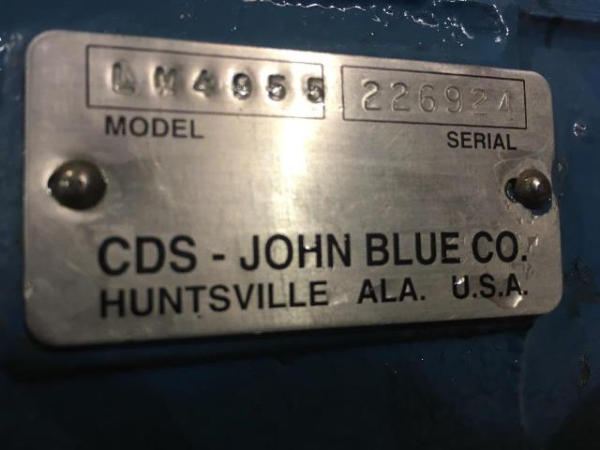 LM4955 226924
MODEL SERIAL
CDS - JOHN BLUE CO.
HUNTSVILLE ALA. U.S.A.